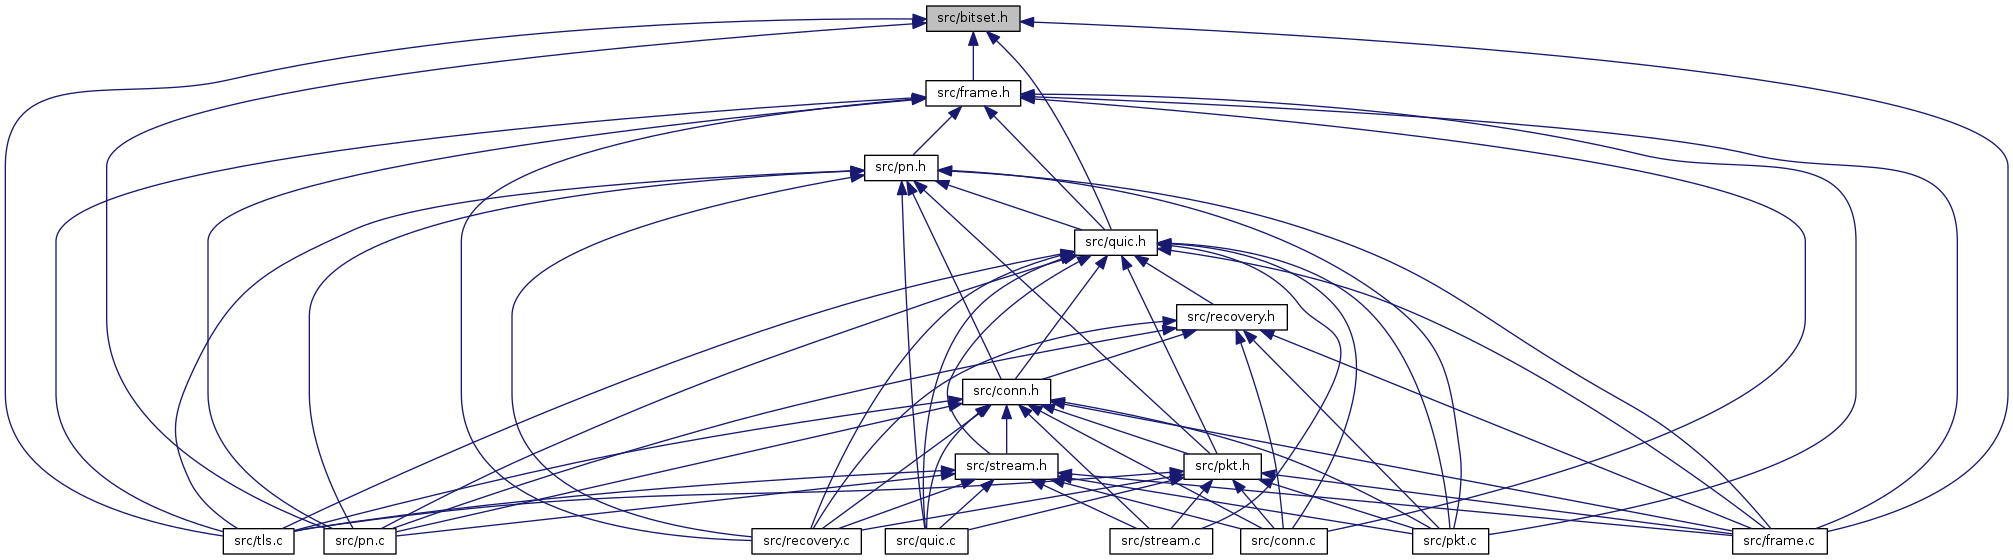 src/bitset.h
src/frame.h
src/pn.h
src/quic.h
src/recovery.h
src/conn.h
src/stream.h
src/pkt.h
src/tls.c
src/pn.c
src/recovery.c
src/quic.c
src/stream.c
src/conn.c
src/pkt.c
src/frame.c